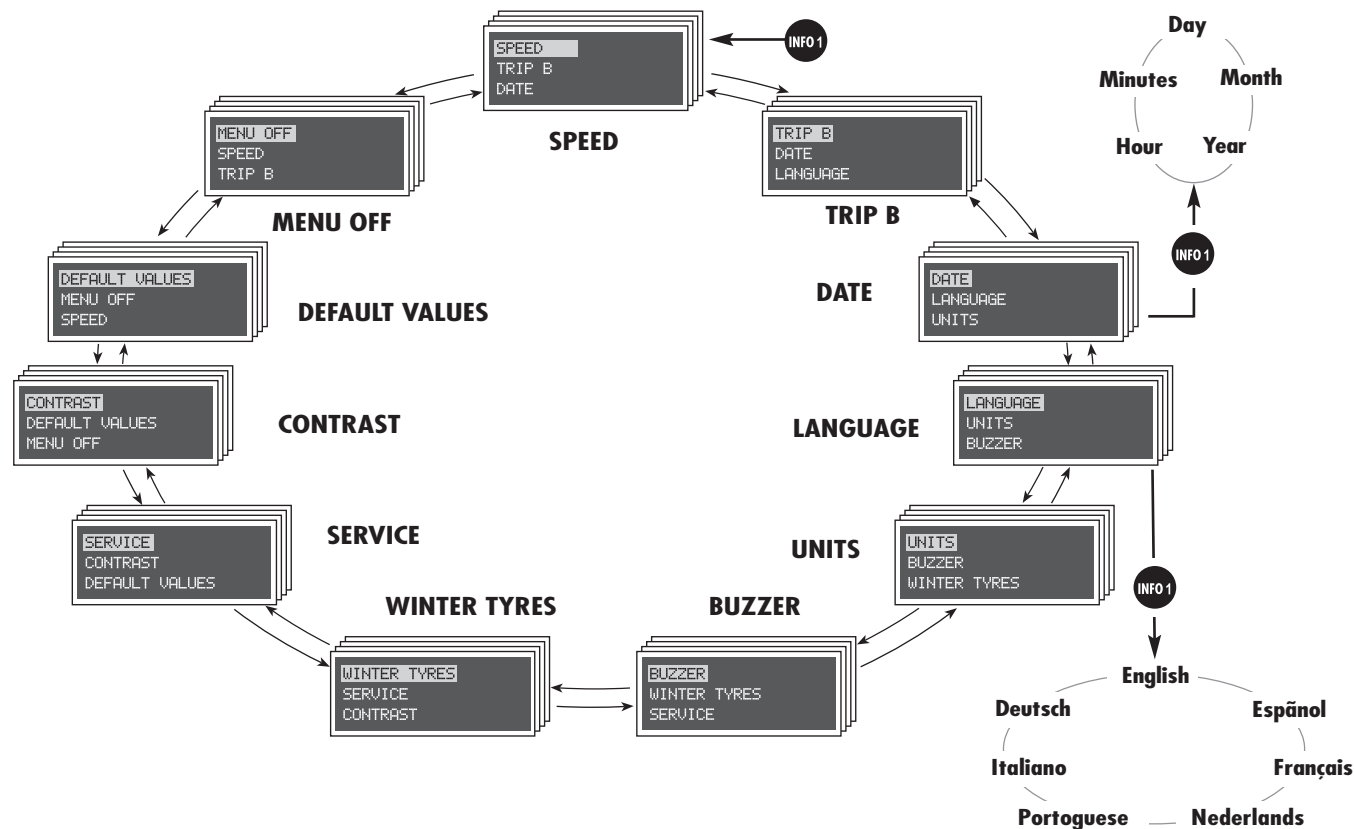 SPEED
TRIP B
DATE
INFO 1
SPEED
MENU OFF
SPEED
TRIP B
MENU OFF
TRIP B
DATE
LANGUAGE
TRIP B
Day
Minutes
Month
Hour
Year
INFO 1
DEFAULT VALUES
MENU OFF
SPEED
DEFAULT VALUES
DATE
DATE
LANGUAGE
UNITS
CONTRAST
DEFAULT VALUES
MENU OFF
CONTRAST
LANGUAGE
LANGUAGE
UNITS
BUZZER
SERVICE
CONTRAST
DEFAULT VALUES
SERVICE
UNITS
UNITS
BUZZER
WINTER TYRES
INFO 1
WINTER TYRES
WINTER TYRES
SERVICE
CONTRAST
BUZZER
BUZZER
WINTER TYRES
SERVICE
English
Deutsch
Espãnol
Italiano
Français
Portoguese
Nederlands